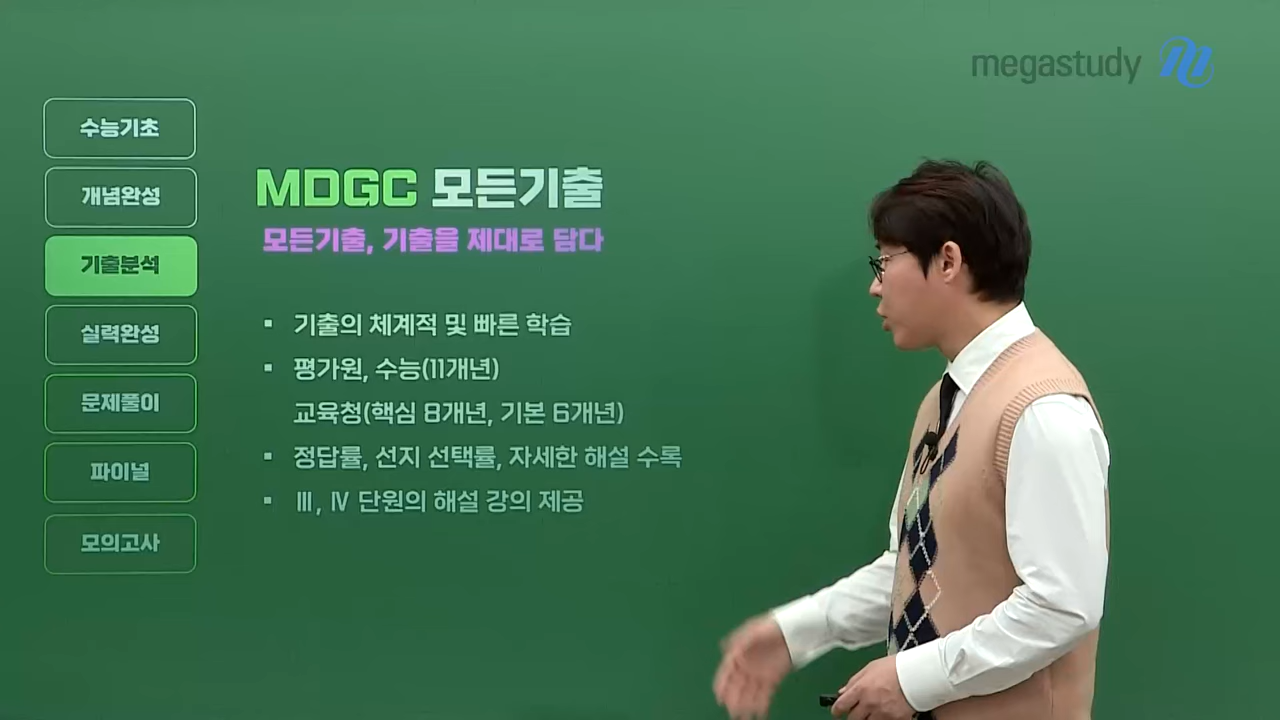 megastudy
수능기초
개념완성
기출분석
실력완성
문제풀이
파이널
모의고사
MDGC 모든기출
모든기출, 기출을 제대로 담다
▪ 기출의 체계적 및 빠른 학습
▪ 평가원, 수능(11개년)
교육청(핵심 8개년, 기본 6개년)
▪ 정답률, 선지 선택률, 자세한 해설 수록
▪ Ⅲ, Ⅳ 단원의 해설 강의 제공